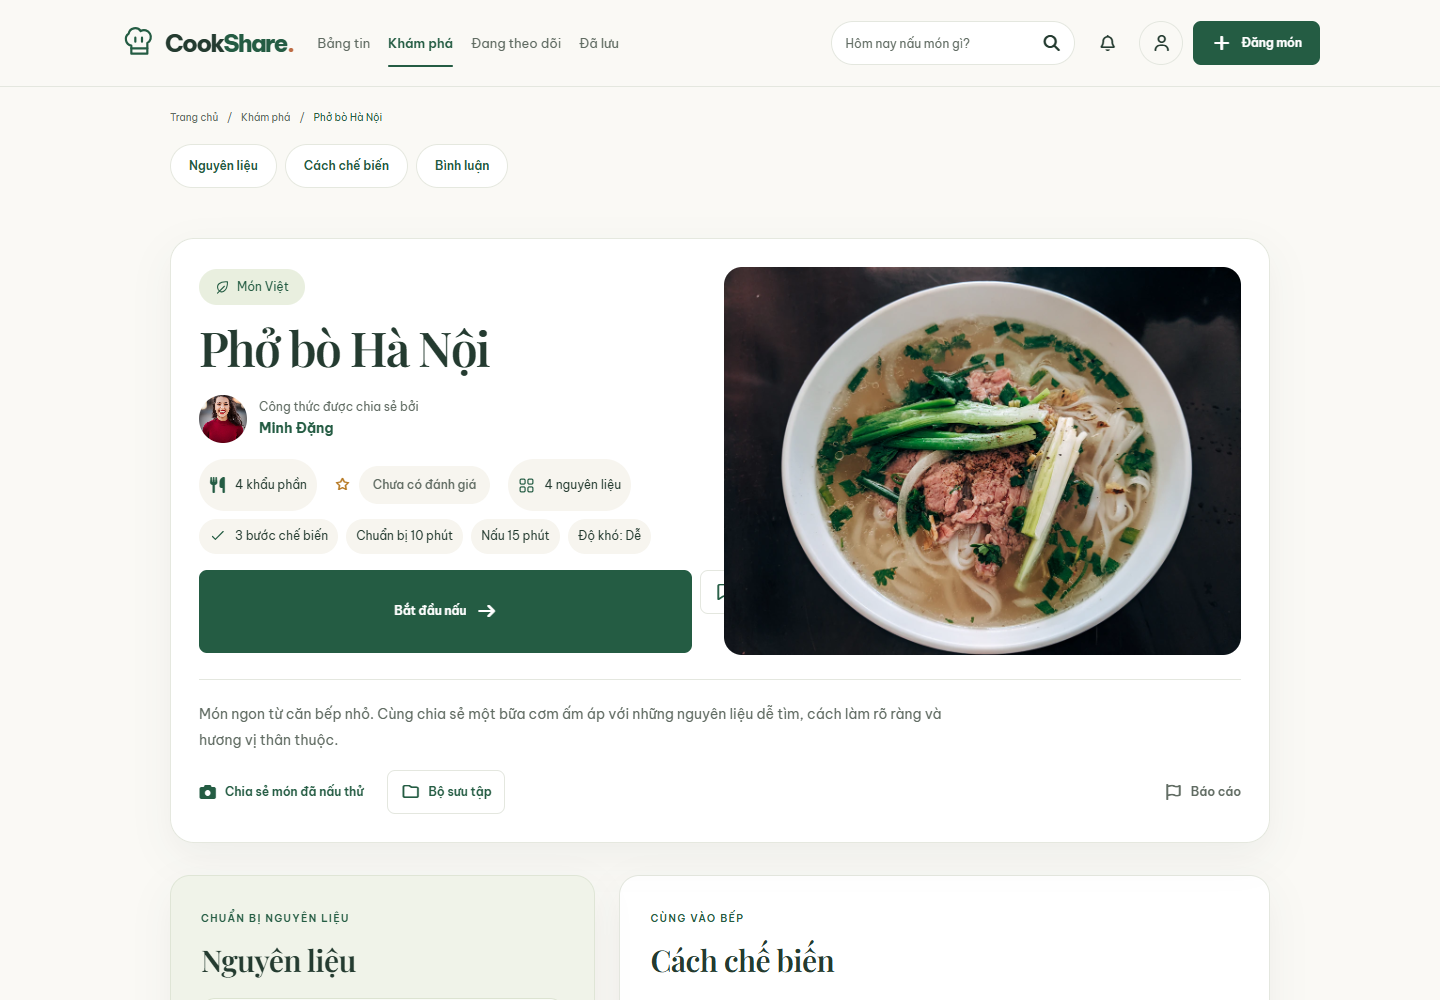 CookShare.
Bảng tin
Khám phá
Đang theo dõi
Đã lưu
Hôm nay nấu món gì?
Đăng món
Trang chủ / Khám phá / Phở bò Hà Nội
Nguyên liệu
Cách chế biến
Bình luận
Món Việt
Phở bò Hà Nội
Công thức được chia sẻ bởi
Minh Đặng
4 khẩu phần
Chưa có đánh giá
4 nguyên liệu
3 bước chế biến
Chuẩn bị 10 phút
Nấu 15 phút
Độ khó: Dễ
Bắt đầu nấu
Món ngon từ căn bếp nhỏ. Cùng chia sẻ một bữa cơm ấm áp với những nguyên liệu dễ tìm, cách làm rõ ràng và
hương vị thân thuộc.
Chia sẻ món đã nấu thử
Bộ sưu tập
Báo cáo
CHUẨN BỊ NGUYÊN LIỆU
Nguyên liệu
CÙNG VÀO BẾP
Cách chế biến